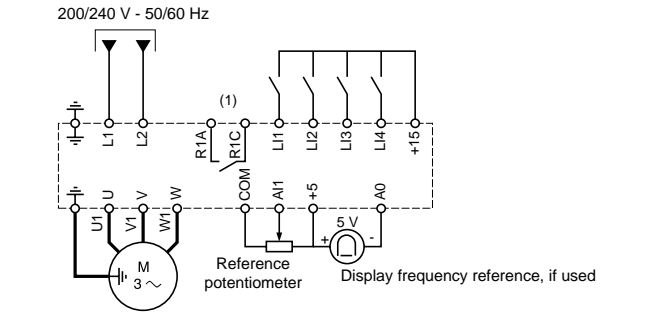 200/240 V - 50/60 Hz
(1)
L1
L2
R1A
R1C
LI1
LI2
LI3
LI4
+15
U
V
W
COM
AI1
+5
A0
U1
V1
W1
5 V
+
-
M
3 ~
Reference
potentiometer
Display frequency reference, if used